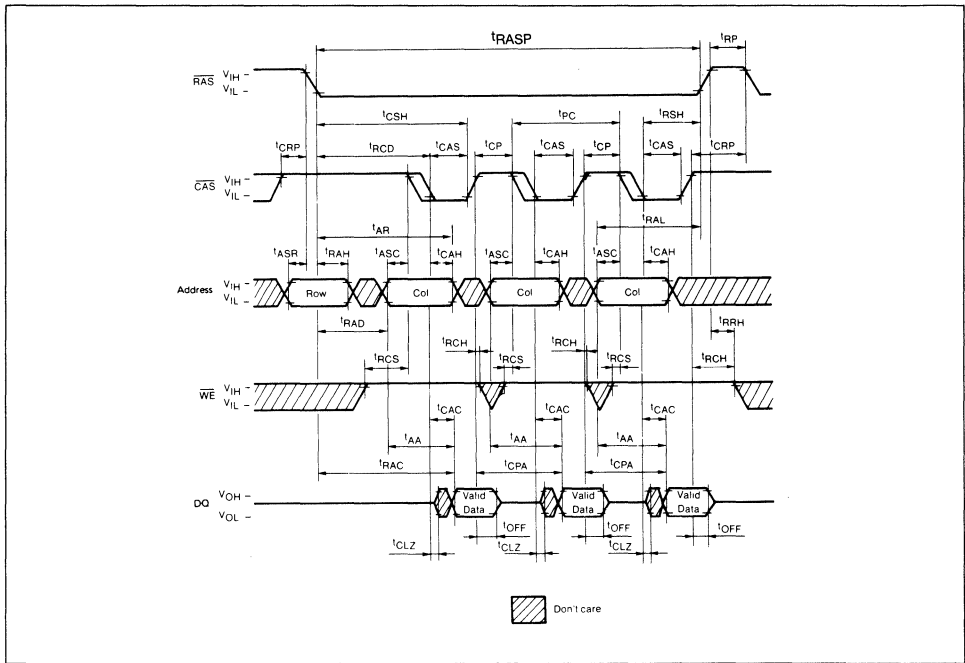 tRASP
tRP
RAS VIH
VIL
tCSH
tPC
tRSH
tCRP
tRCD
tCAS
tCP
tCAS
tCP
tCAS
tCRP
CAS VIH
VIL
tAR
tRAL
tASR
tRAH
tASC
tCAH
tASC
tCAH
tASC
tCAH
Address VIH
VIL
Row
Col
Col
Col
tRAD
tRRH
tRCH
tRCH
tRCH
tRCS
tRCS
tRCS
WE VIH
VIL
tCAC
tCAC
tCAC
tAA
tAA
tAA
tRAC
tCPA
tCPA
DQ VOH
VOL
Valid Data
Valid Data
Valid Data
tOFF
tOFF
tOFF
tCLZ
tCLZ
tCLZ
Don't care